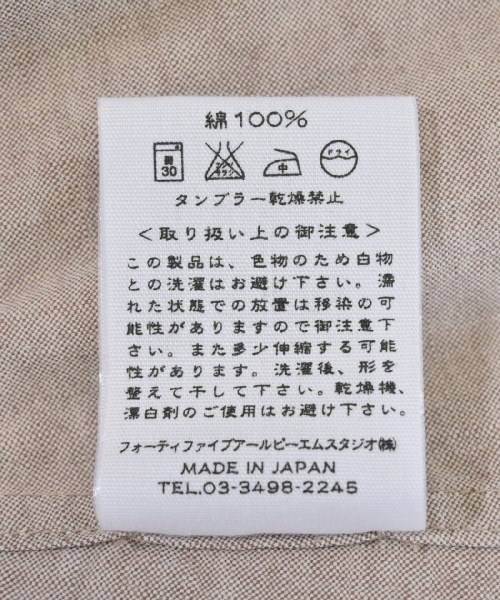 綿100%
弱 30 エンソ サラシ 中 ドライ
タンブラー乾燥禁止
＜取り扱い上の御注意＞
この製品は、色物のため白物
との洗濯はお避け下さい。濡
れた状態での放置は移染の可
能性がありますので御注意下
さい。また多少伸縮する可能
性があります。洗濯後、形を
整えて干して下さい。乾燥機、
漂白剤のご使用はお避け下さい。
フォーティファイブアールピーエムスタジオ㈱
MADE IN JAPAN
TEL.03-3498-2245